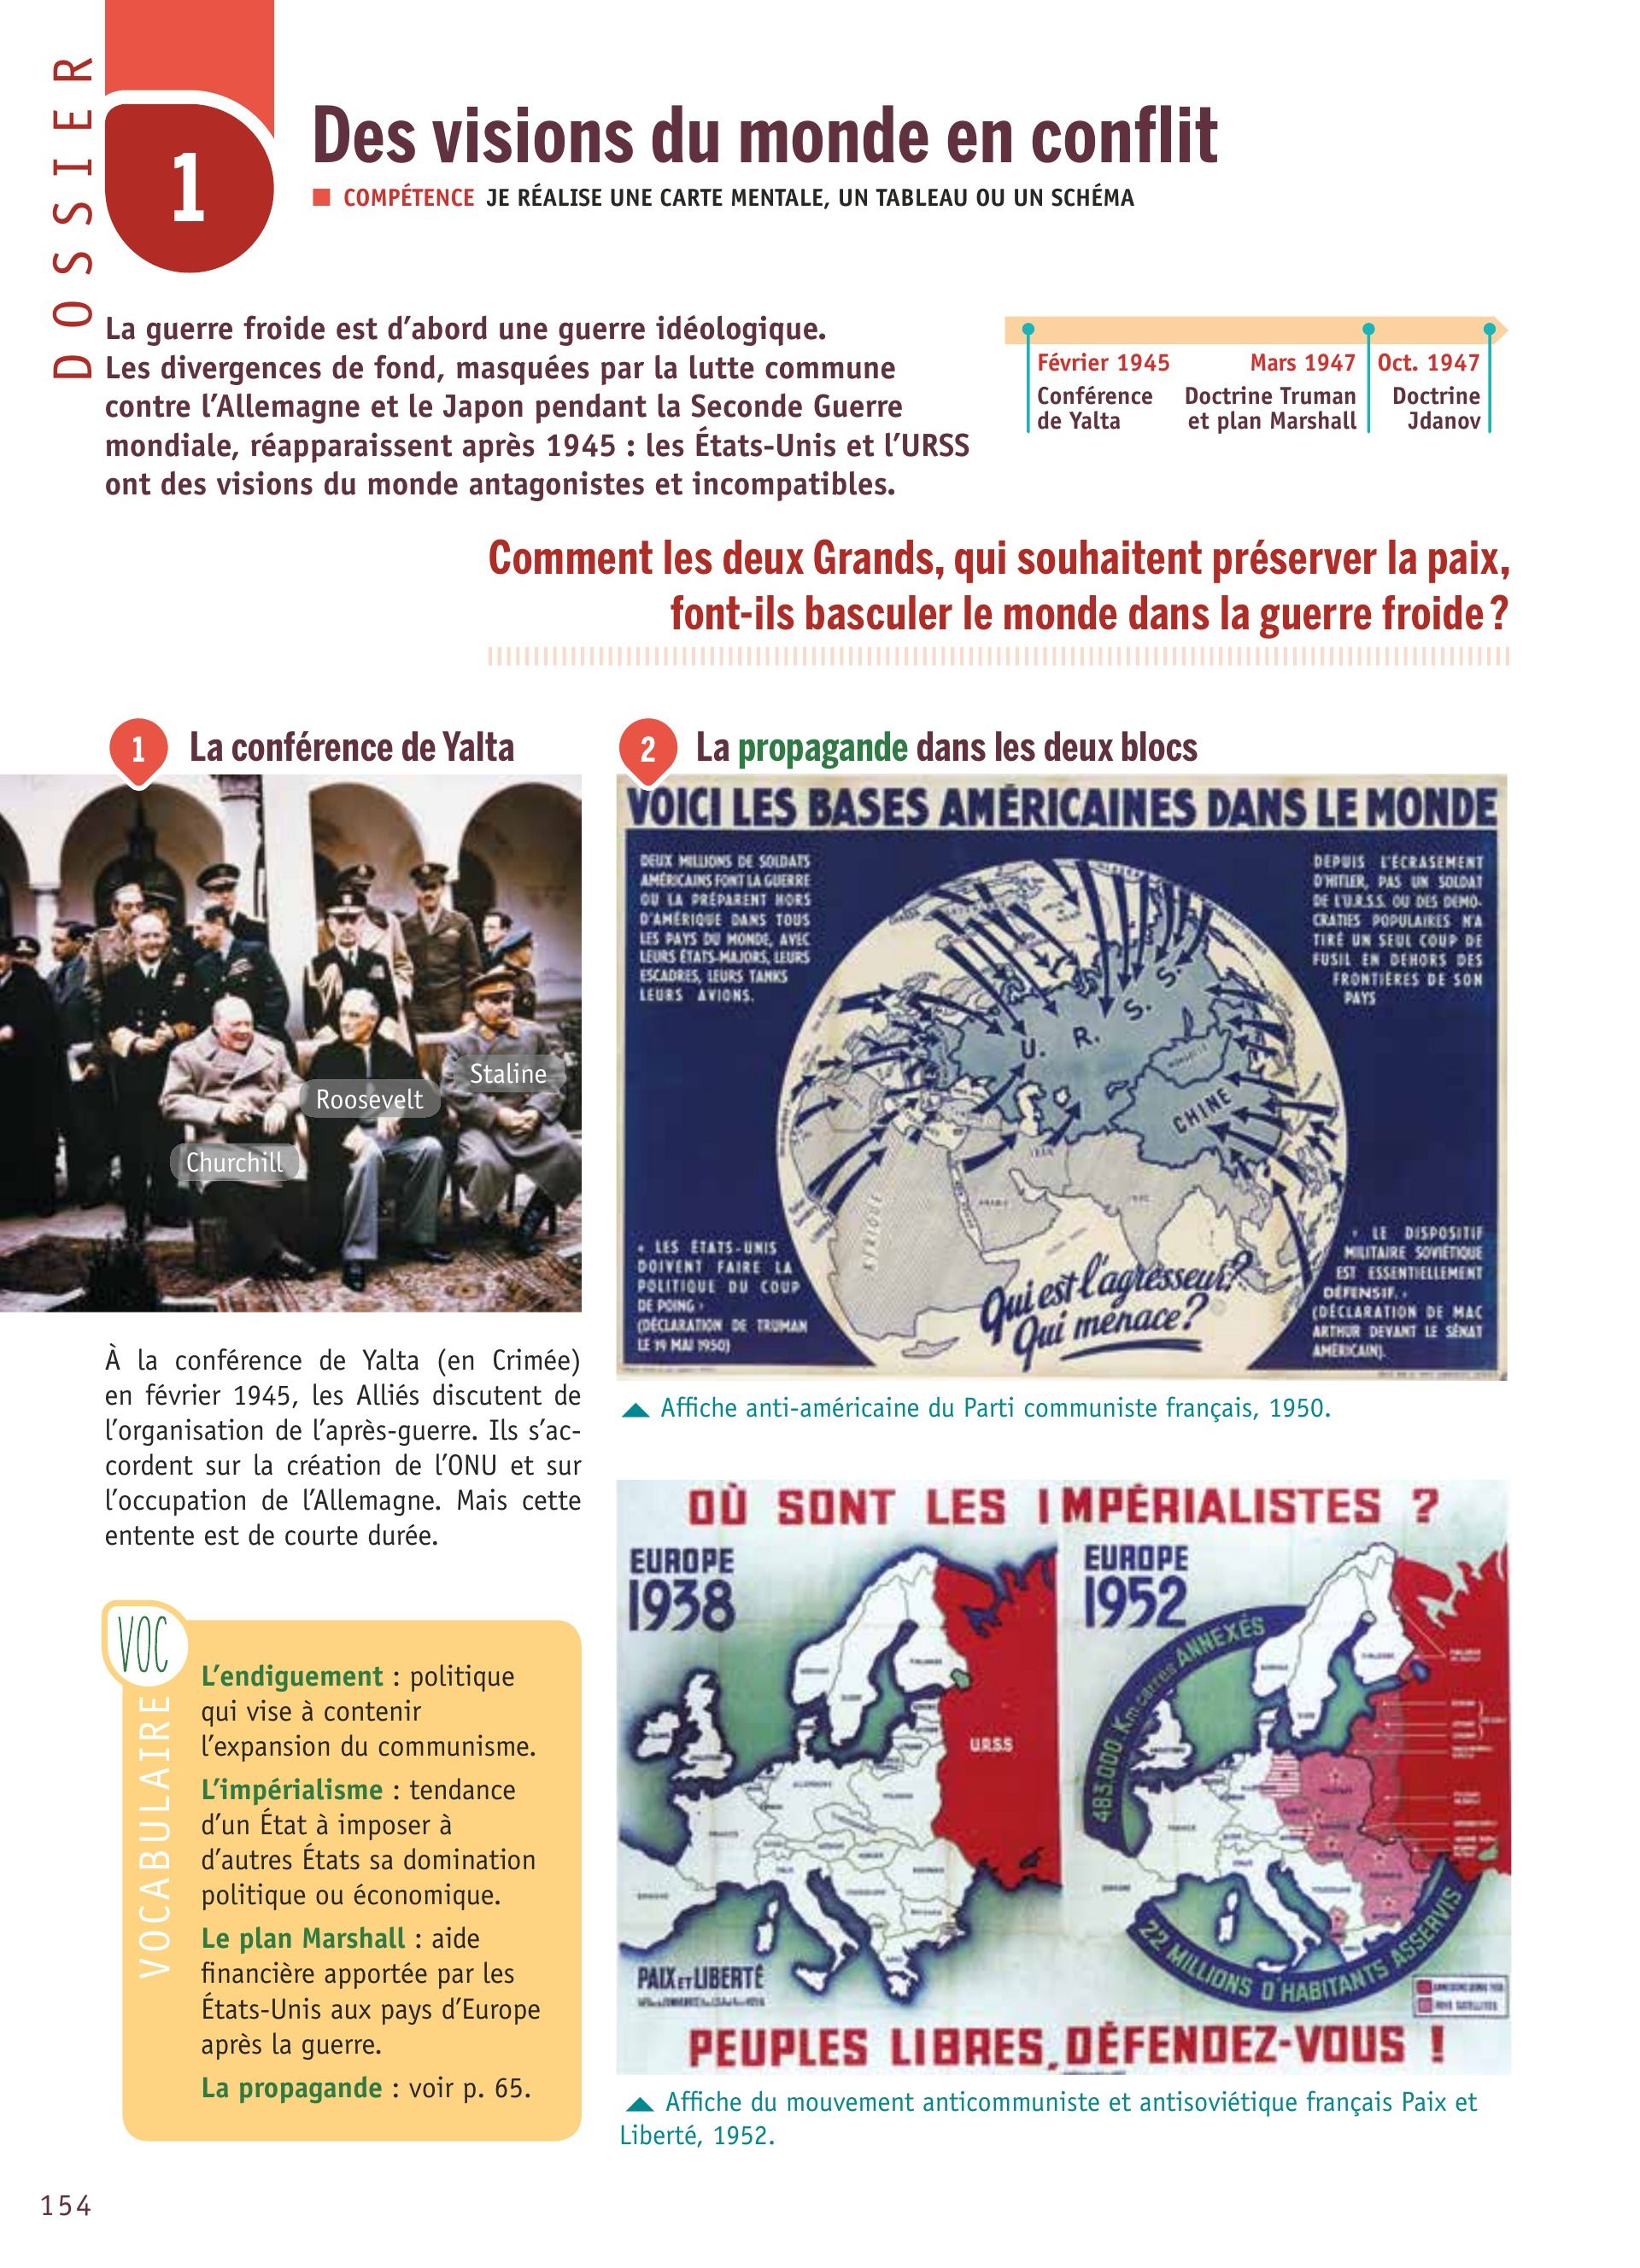 DOSSIER
1
Des visions du monde en conflit
COMPÉTENCE JE RÉALISE UNE CARTE MENTALE, UN TABLEAU OU UN SCHÉMA
La guerre froide est d’abord une guerre idéologique.
Les divergences de fond, masquées par la lutte commune
contre l’Allemagne et le Japon pendant la Seconde Guerre
mondiale, réapparaissent après 1945 : les États-Unis et l’URSS
ont des visions du monde antagonistes et incompatibles.
Février 1945
Conférence
de Yalta
Mars 1947
Doctrine Truman
et plan Marshall
Oct. 1947
Doctrine
Jdanov
Comment les deux Grands, qui souhaitent préserver la paix,
font-ils basculer le monde dans la guerre froide ?
1 La conférence de Yalta
Staline
Roosevelt
Churchill
À la conférence de Yalta (en Crimée)
en février 1945, les Alliés discutent de
l’organisation de l’après-guerre. Ils s’ac-
cordent sur la création de l’ONU et sur
l’occupation de l’Allemagne. Mais cette
entente est de courte durée.
VOC
VOCABULAIRE
L’endiguement : politique
qui vise à contenir
l’expansion du communisme.
L’impérialisme : tendance
d’un État à imposer à
d’autres États sa domination
politique ou économique.
Le plan Marshall : aide
financière apportée par les
États-Unis aux pays d’Europe
après la guerre.
La propagande : voir p. 65.
2 La propagande dans les deux blocs
VOICI LES BASES AMÉRICAINES DANS LE MONDE
DEUX MILLIONS DE SOLDATS
AMÉRICAINS FONT LA GUERRE
OU LA PRÉPARENT HORS
D'AMÉRIQUE DANS TOUS
LES PAYS DU MONDE, AVEC
LEURS ÉTATS-MAJORS, LEURS
ESCADRES, LEURS TANKS
LEURS AVIONS.
DEPUIS L'ÉCRASEMENT
D'HITLER, PAS UN SOLDAT
DE L'U.R.S.S. OU DES DÉMO-
CRATIES POPULAIRES N'A
TIRÉ UN SEUL COUP DE
FUSIL EN DEHORS DES
FRONTIÈRES DE SON
PAYS
U. R. S. S.
CHINE
IRAN
AFRIQUE
« LES ÉTATS-UNIS
DOIVENT FAIRE LA
POLITIQUE DU COUP
DE POING »
(DÉCLARATION DE TRUMAN
LE 19 MAI 1950)
Qui est l'agresseur ?
Qui menace ?
« LE DISPOSITIF
MILITAIRE SOVIÉTIQUE
EST ESSENTIELLEMENT
DÉFENSIF. »
(DÉCLARATION DE MAC
ARTHUR DEVANT LE SÉNAT
AMÉRICAIN).
Affiche anti-américaine du Parti communiste français, 1950.
OÙ SONT LES IMPÉRIALISTES ?
EUROPE
1938
U.R.S.S
PAIX ET LIBERTÉ
EUROPE
1952
483.000 Km carrés ANNEXÉS
22 MILLIONS D'HABITANTS ASSERVIS
PEUPLES LIBRES, DÉFENDEZ-VOUS !
Affiche du mouvement anticommuniste et antisoviétique français Paix et
Liberté, 1952.
154